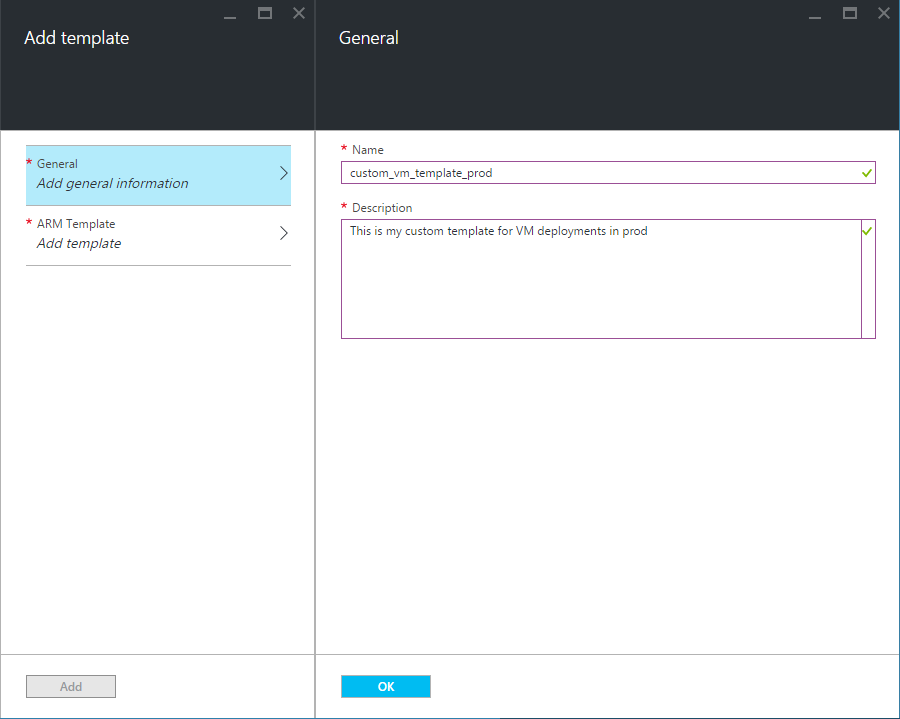 Add template
* General
Add general information
* ARM Template
Add template
Add
General
* Name
custom_vm_template_prod
* Description
This is my custom template for VM deployments in prod
OK